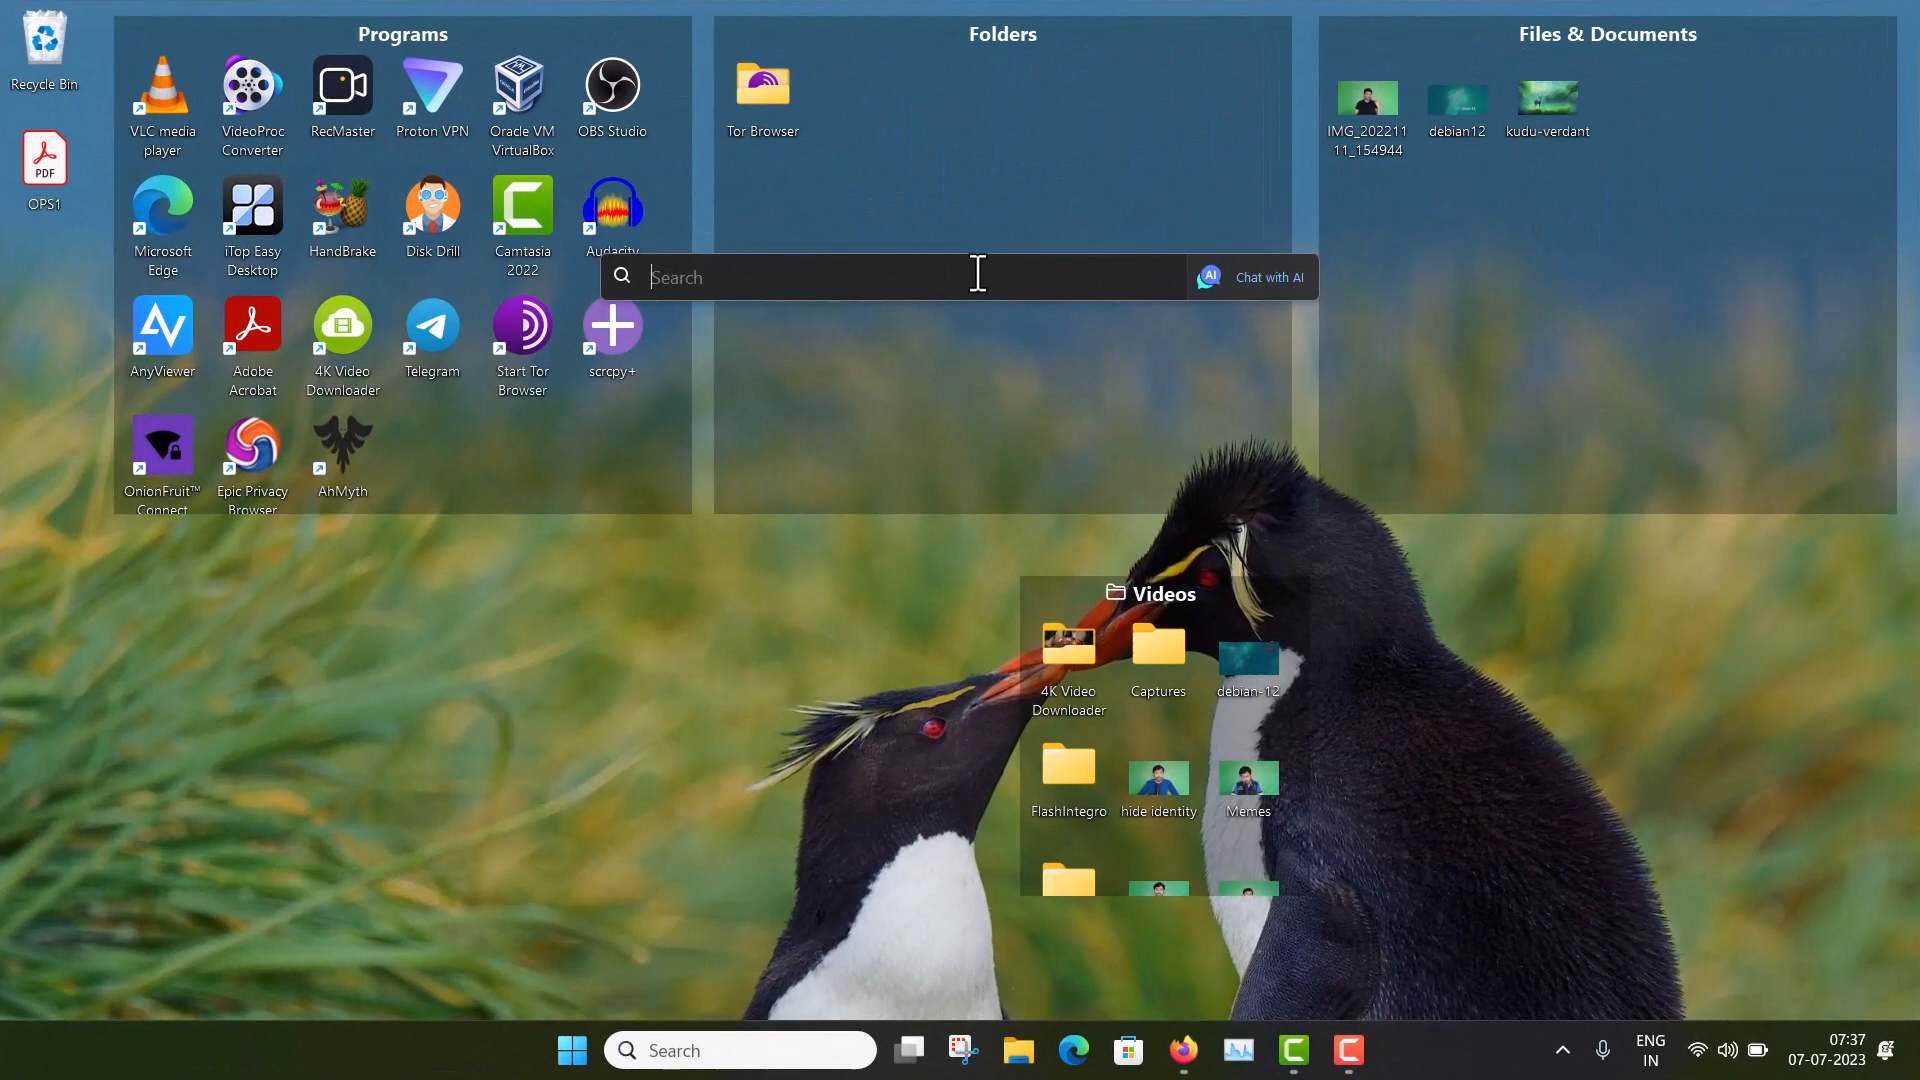 Recycle Bin
PDF
OPS1
Programs
VLC media
player
VideoProc
Converter
RecMaster
Proton VPN
Oracle VM
VirtualBox
OBS Studio
Microsoft
Edge
iTop Easy
Desktop
HandBrake
Disk Drill
Camtasia
2022
Audacity
AnyViewer
Adobe
Acrobat
4K Video
Downloader
Telegram
Start Tor
Browser
scrcpy+
OnionFruit™
Connect
Epic Privacy
Browser
AhMyth
Folders
Tor Browser
Files & Documents
IMG_202211
11_154944
debian12
kudu-verdant
Search
AI
Chat with AI
Videos
4K Video
Downloader
Captures
debian-12
FlashIntegro
hide identity
Memes
Search
ENG
IN
07:37
07-07-2023